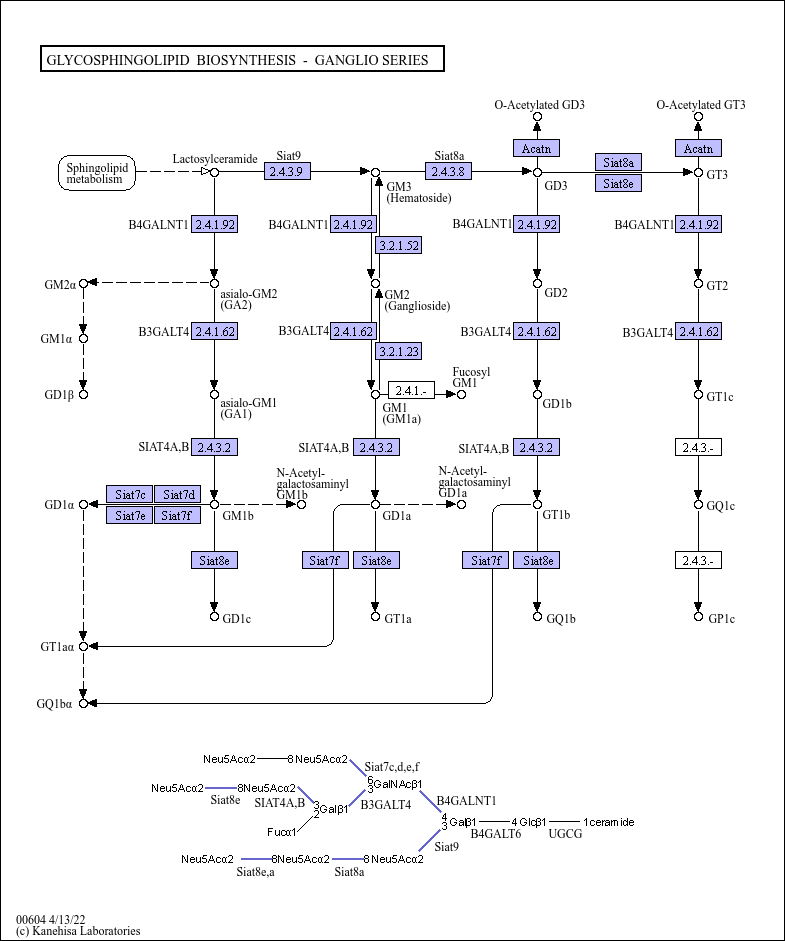 GLYCOSPHINGOLIPID BIOSYNTHESIS - GANGLIO SERIES
O-Acetylated GD3
O-Acetylated GT3
Acatn
Acatn
Sphingolipid
metabolism
Lactosylceramide
Siat9
2.4.3.9
Siat8a
2.4.3.8
Siat8a
Siat8e
GM3
(Hematoside)
GD3
GT3
B4GALNT1
2.4.1.92
B4GALNT1
2.4.1.92
B4GALNT1
2.4.1.92
B4GALNT1
2.4.1.92
3.2.1.52
GM2α
asialo-GM2
(GA2)
GM2
(Ganglioside)
GD2
GT2
GM1α
B3GALT4
2.4.1.62
B3GALT4
2.4.1.62
B3GALT4
2.4.1.62
B3GALT4
2.4.1.62
3.2.1.23
GD1β
asialo-GM1
(GA1)
2.4.1.-
Fucosyl
GM1
GM1
(GM1a)
GD1b
GT1c
SIAT4A,B
2.4.3.2
SIAT4A,B
2.4.3.2
SIAT4A,B
2.4.3.2
2.4.3.-
N-Acetyl-
galactosaminyl
GM1b
N-Acetyl-
galactosaminyl
GD1a
GD1α
Siat7c
Siat7d
Siat7e
Siat7f
GM1b
GD1a
GT1b
GQ1c
Siat8e
Siat7f
Siat8e
Siat7f
Siat8e
2.4.3.-
GD1c
GT1a
GQ1b
GP1c
GT1aα
GQ1bα
Neu5Acα2
8 Neu5Acα2
Siat7c,d,e,f
Neu5Acα2
8Neu5Acα2
6
3
GalNAcβ1
Siat8e
SIAT4A,B
3
2
Galβ1
B3GALT4
B4GALNT1
Fucα1
4
3
Galβ1
4 Glcβ1
1ceramide
B4GALT6
UGCG
Siat9
Neu5Acα2
8Neu5Acα2
8 Neu5Acα2
Siat8e,a
Siat8a
00604 4/13/22
(c) Kanehisa Laboratories